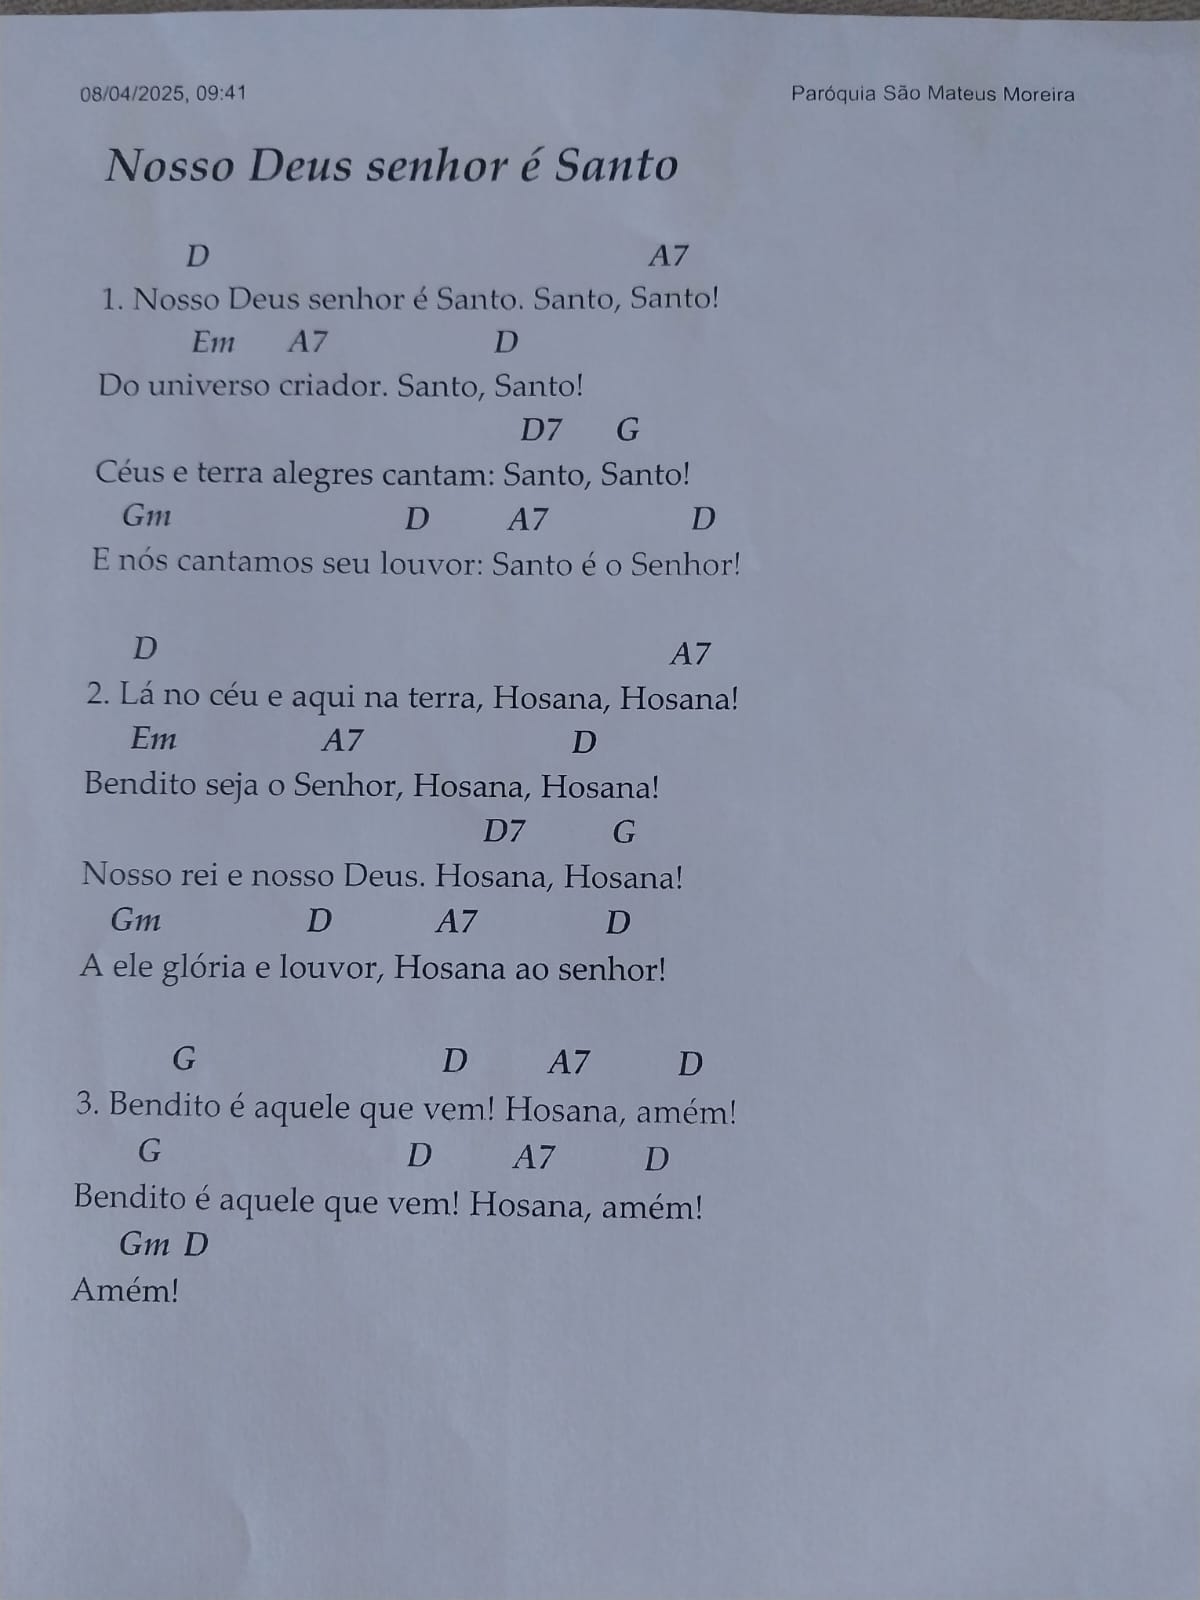 08/04/2025, 09:41 Paróquia São Mateus Moreira
Nosso Deus senhor é Santo
D A7
1. Nosso Deus senhor é Santo. Santo, Santo!
Em A7 D
Do universo criador. Santo, Santo!
D7 G
Céus e terra alegres cantam: Santo, Santo!
Gm D A7 D
E nós cantamos seu louvor: Santo é o Senhor!
D A7
2. Lá no céu e aqui na terra, Hosana, Hosana!
Em A7 D
Bendito seja o Senhor, Hosana, Hosana!
D7 G
Nosso rei e nosso Deus. Hosana, Hosana!
Gm D A7 D
A ele glória e louvor, Hosana ao senhor!
G D A7 D
3. Bendito é aquele que vem! Hosana, amém!
G D A7 D
Bendito é aquele que vem! Hosana, amém!
Gm D
Amém!